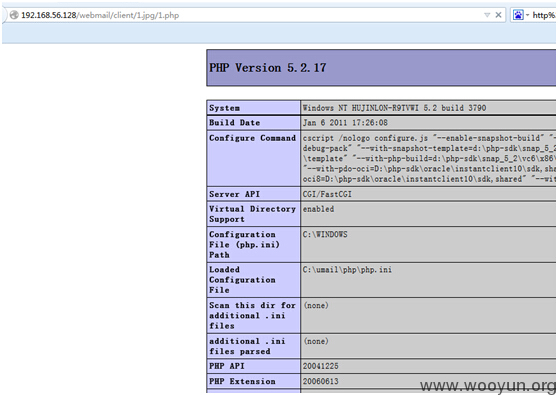 192.168.56.128/webmail/client/1.jpg/1.php
http%
PHP Version 5.2.17
System Windows NT HUJINLON-R9TVWI 5.2 build 3790
Build Date Jan 6 2011 17:26:08
Configure Command cscript /nologo configure.js "--enable-snapshot-build" "-
debug-pack" "--with-snapshot-template=d:\php-sdk\snap_5_2
\template" "--with-php-build=d:\php-sdk\snap_5_2\vc6\x86\
"--with-pdo-oci=D:\php-sdk\oracle\instantclient10\sdk,shar
oci8=D:\php-sdk\oracle\instantclient10\sdk,shared" "--wit
Server API CGI/FastCGI
Virtual Directory Support enabled
Configuration File (php.ini) Path C:\WINDOWS
Loaded Configuration File C:\umail\php\php.ini
Scan this dir for additional .ini files (none)
additional .ini files parsed (none)
PHP API 20041225
PHP Extension 20060613
www.wooyun.org